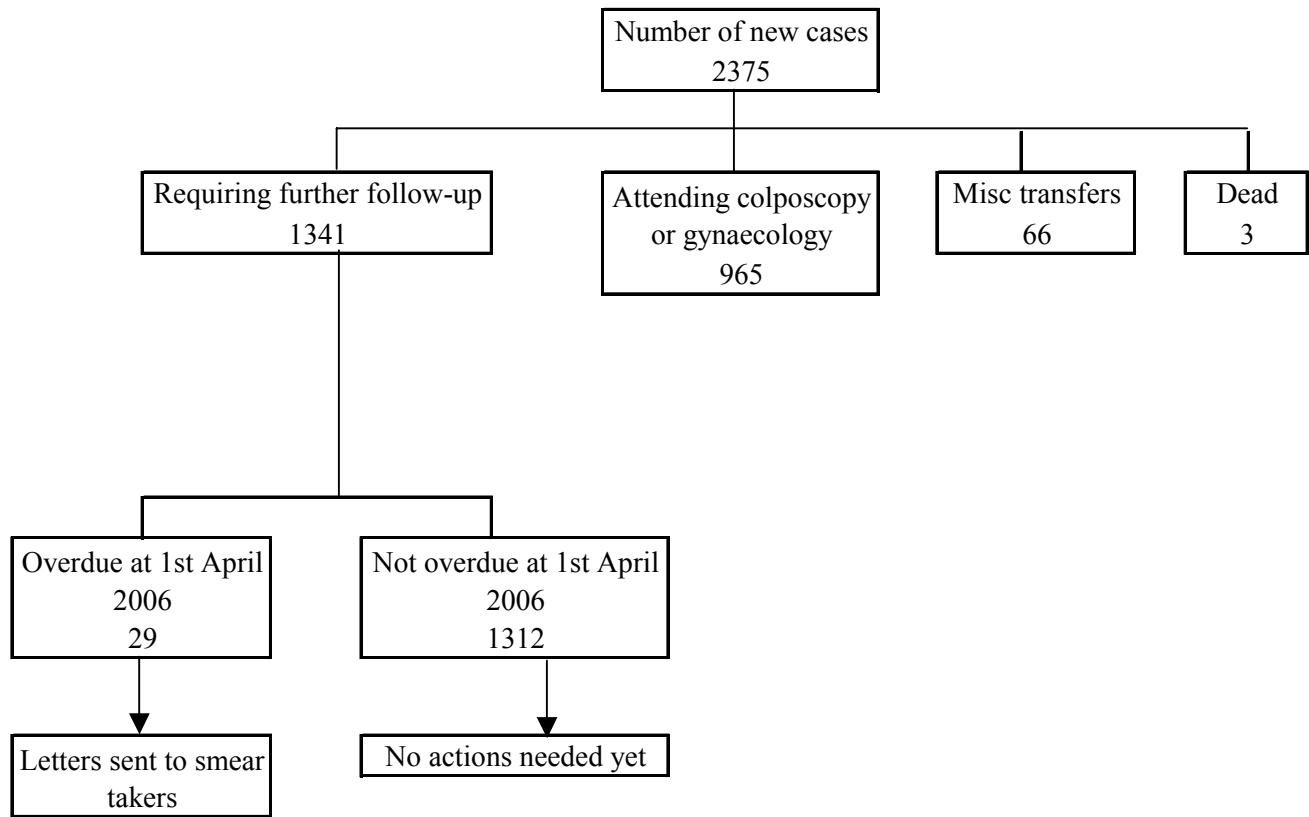 Number of new cases
2375
Requiring further follow-up
1341
Attending colposcopy
or gynaecology
965
Misc transfers
66
Dead
3
Overdue at 1st April
2006
29
Not overdue at 1st April
2006
1312
Letters sent to smear
takers
No actions needed yet